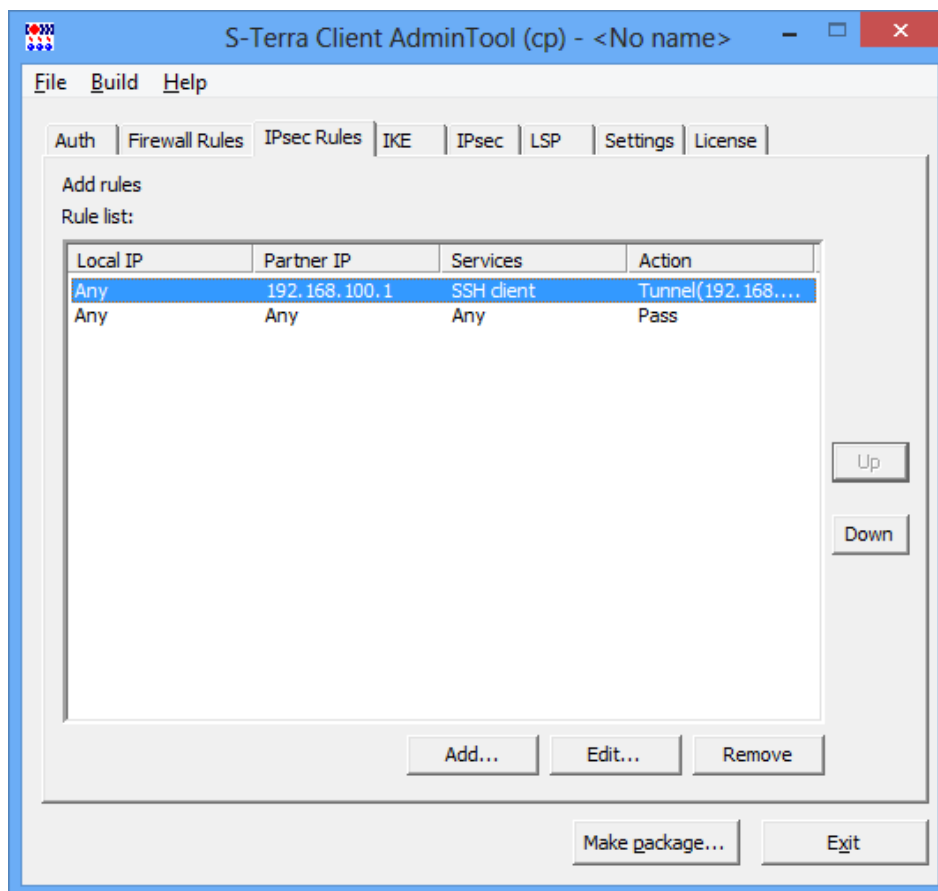 S-Terra Client AdminTool (cp) - <No name>
File Build Help
Auth Firewall Rules IPsec Rules IKE IPsec LSP Settings License
Add rules
Rule list:
Local IP Partner IP Services Action
Any 192.168.100.1 SSH client Tunnel(192.168....
Any Any Any Pass
Up
Down
Add... Edit... Remove
Make package... Exit